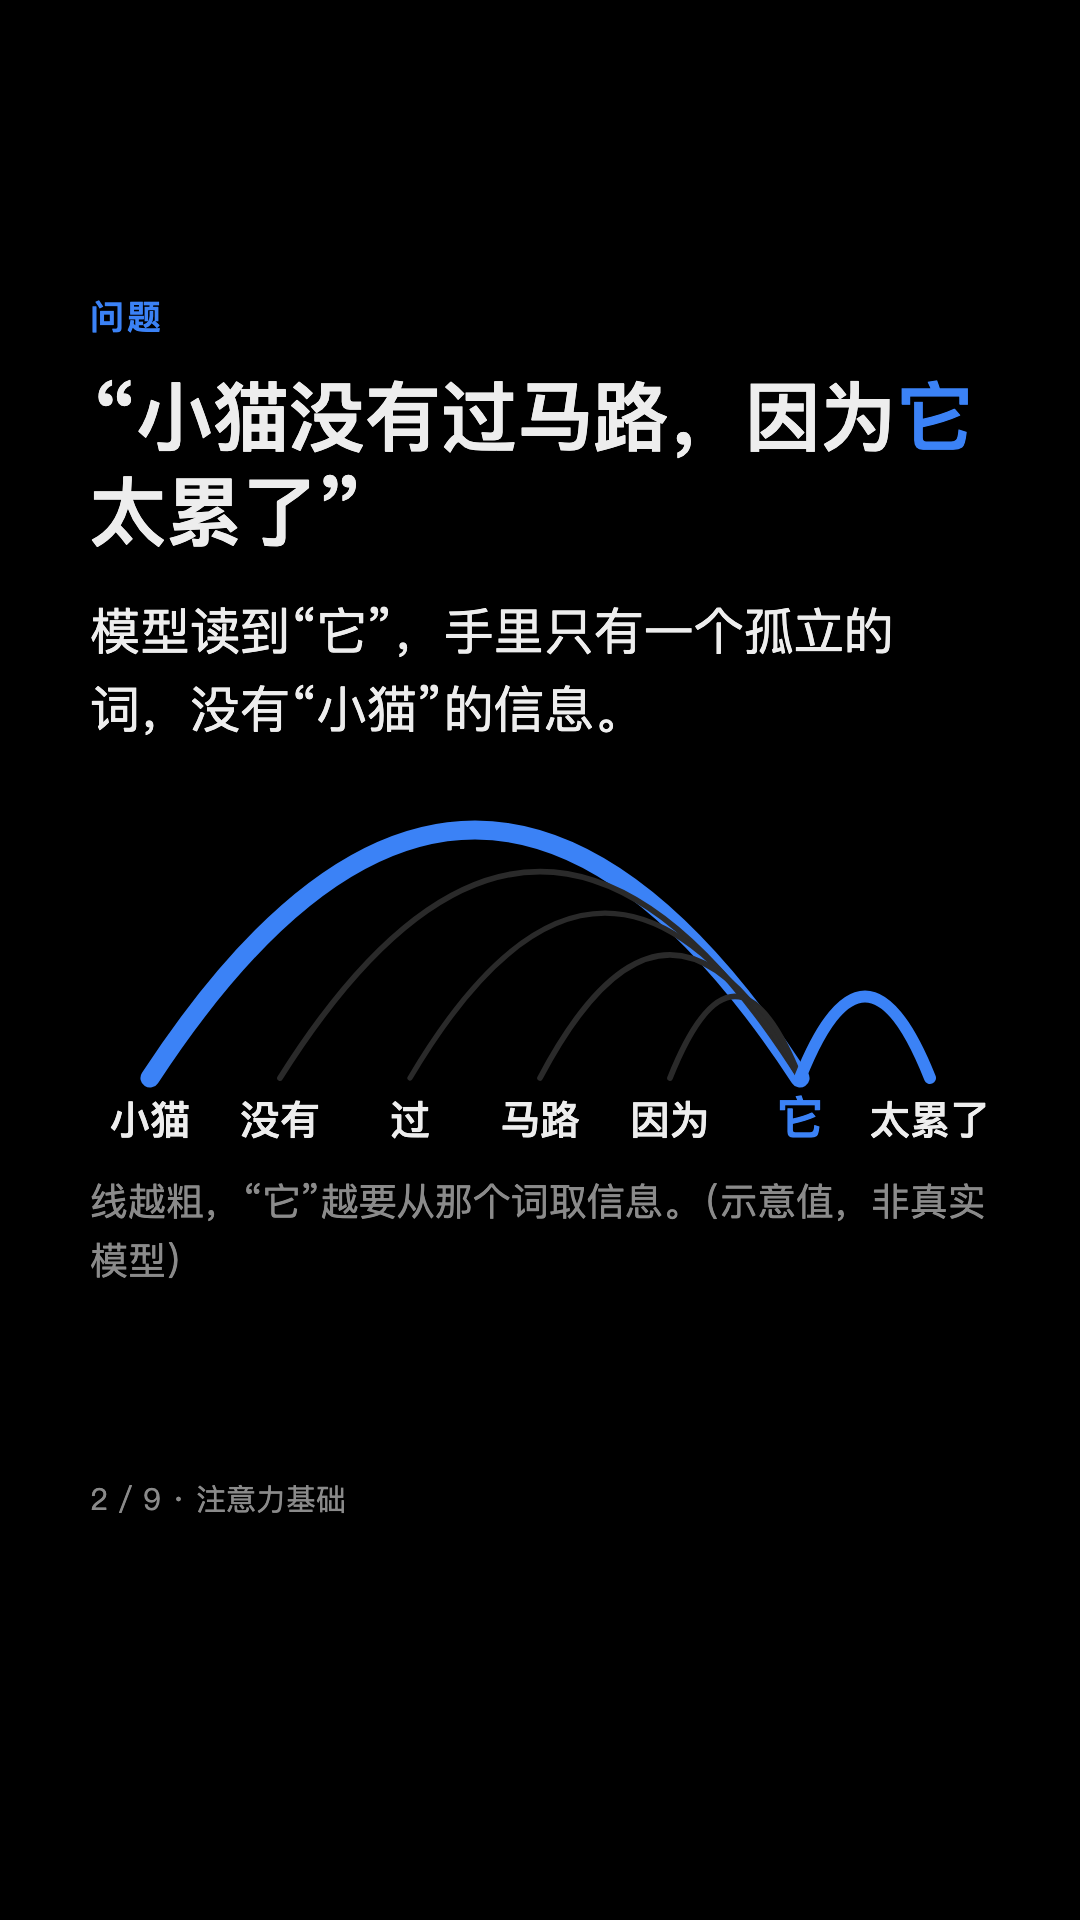 问题
“小猫没有过马路，因为它
太累了”
模型读到“它”，手里只有一个孤立的
词，没有“小猫”的信息。
小猫 没有 过 马路 因为 它 太累了
线越粗，“它”越要从那个词取信息。（示意值，非真实
模型）
2 / 9 · 注意力基础